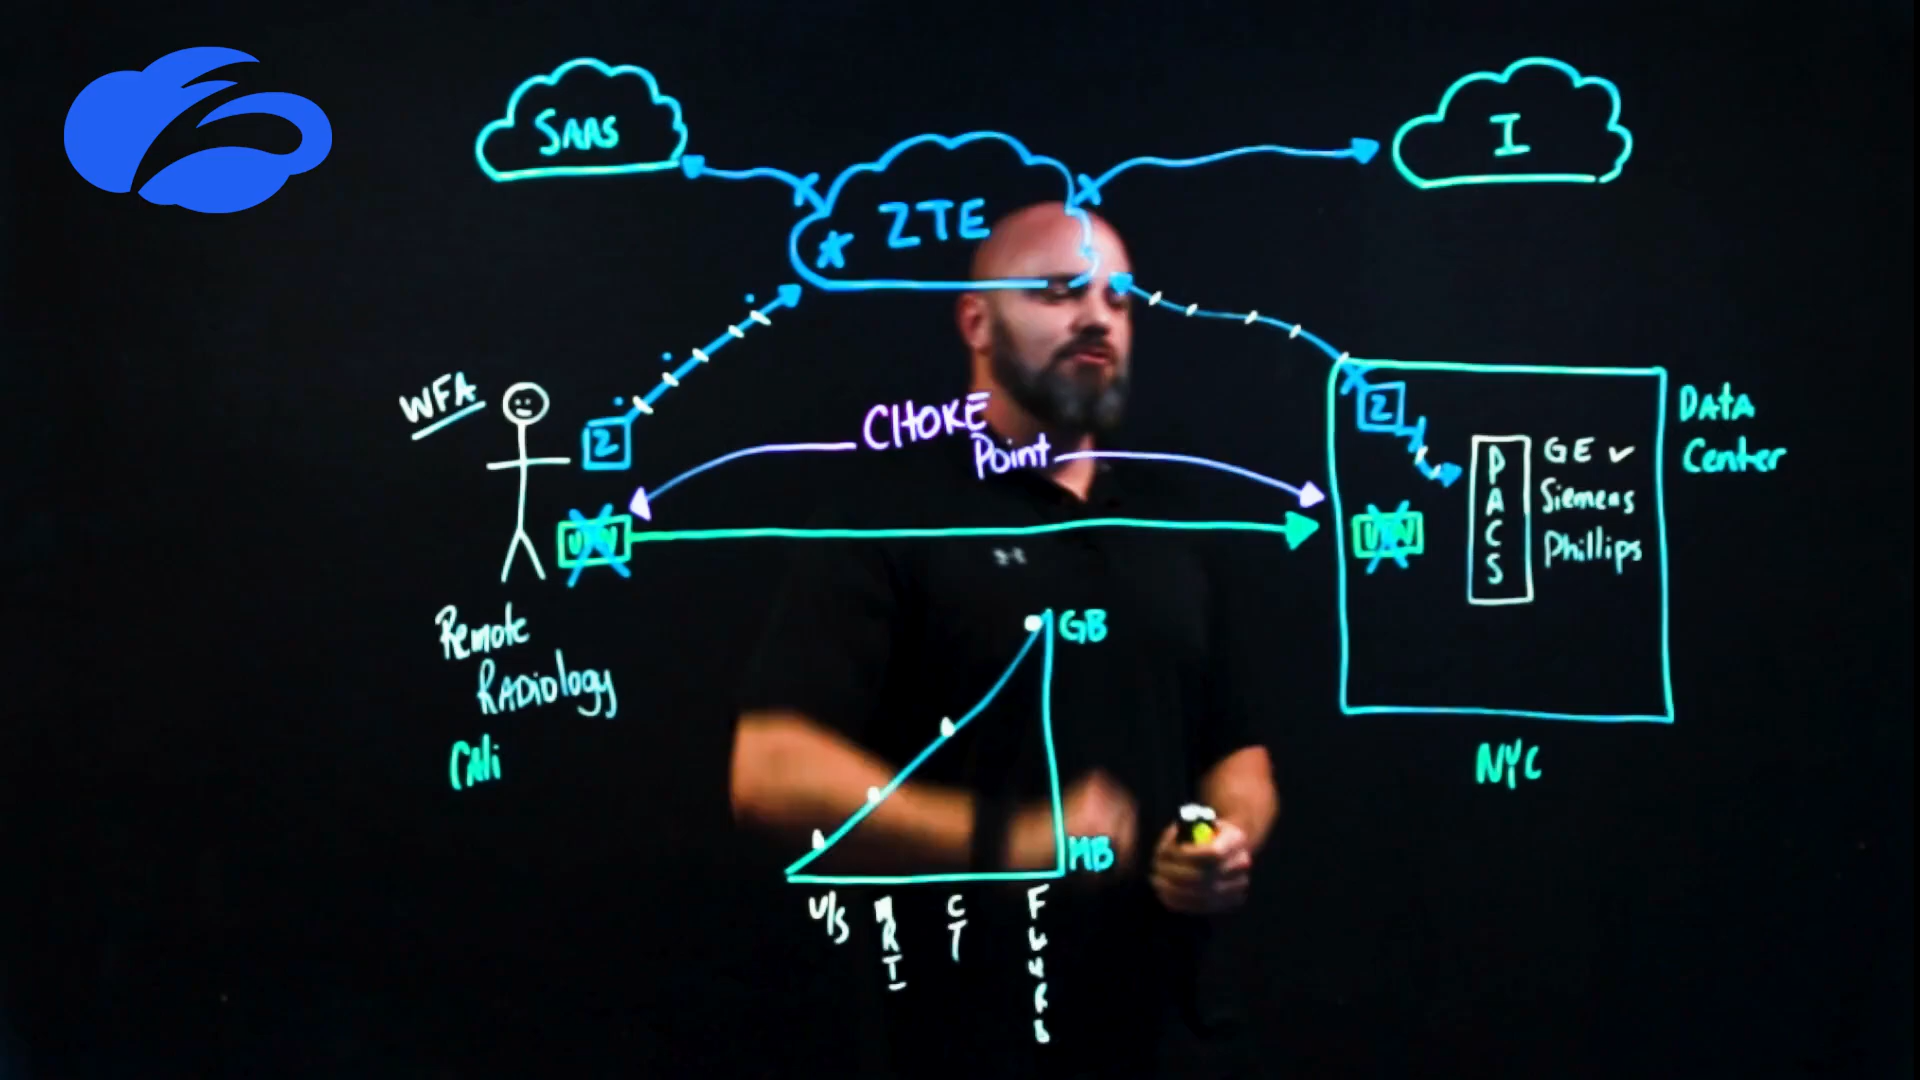 SAAS
I
ZTE
WFA
Z
CHOKE
Point
Z
Data
Center
PACS
GE
Siemens
Phillips
VPN
VPN
Remote
Radiology
Cali
NYC
GB
MB
U/S
MRI
CT